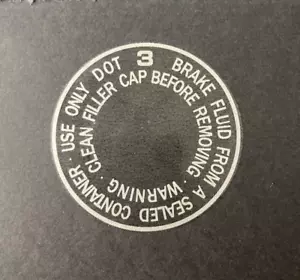 USE ONLY DOT 3 BRAKE FLUID FROM A SEALED CONTAINER ·
CLEAN FILLER CAP BEFORE REMOVING · WARNING ·